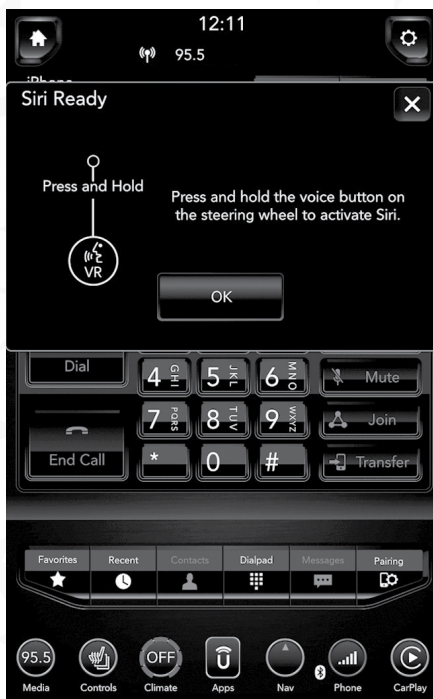 12:11
95.5
iPhone
Siri Ready
Press and Hold
VR
Press and hold the voice button on
the steering wheel to activate Siri.
OK
Dial
4 GHI
5 JKL
6 MNO
Mute
7 PQRS
8 TUV
9 WXYZ
Join
End Call
*
0
#
Transfer
Favorites
Recent
Contacts
Dialpad
Messages
Pairing
95.5
OFF
Media
Controls
Climate
Apps
Nav
Phone
CarPlay